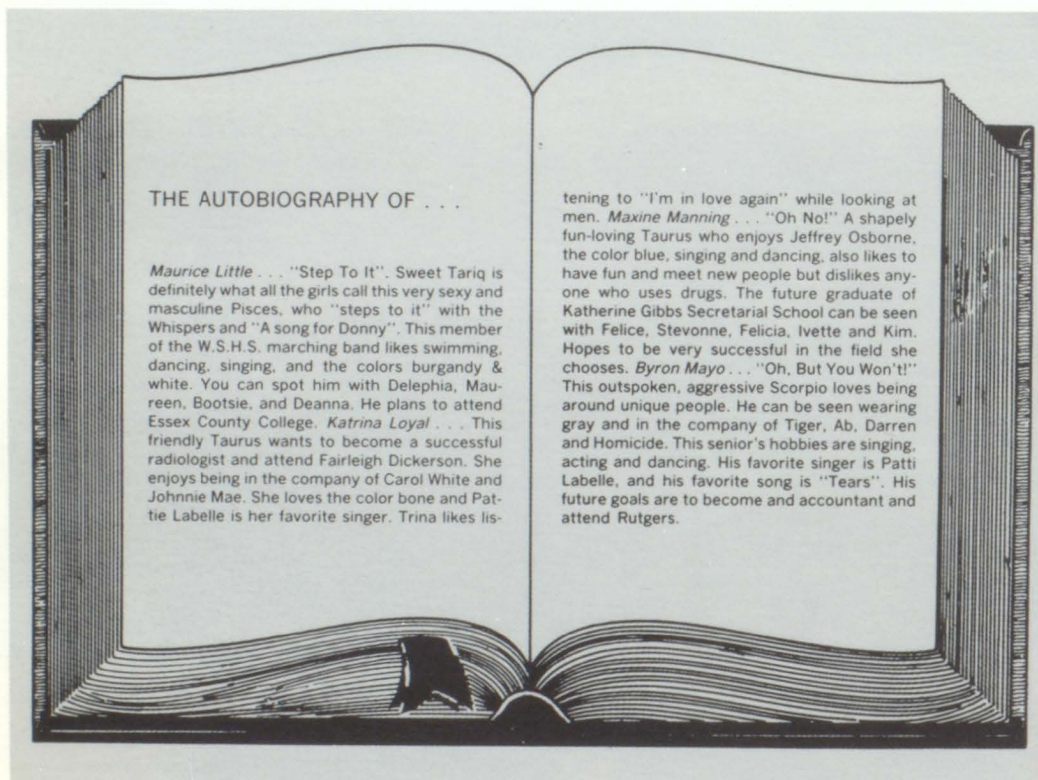 THE AUTOBIOGRAPHY OF . . .
Maurice Little . . . "Step To It". Sweet Tariq is
definitely what all the girls call this very sexy and
masculine Pisces, who "steps to it" with the
Whispers and "A song for Donny". This member
of the W.S.H.S. marching band likes swimming,
dancing, singing, and the colors burgandy &
white. You can spot him with Delephia, Mau-
reen, Bootsie, and Deanna. He plans to attend
Essex County College. Katrina Loyal . . . This
friendly Taurus wants to become a successful
radiologist and attend Fairleigh Dickerson. She
enjoys being in the company of Carol White and
Johnnie Mae. She loves the color bone and Pat-
tie Labelle is her favorite singer. Trina likes lis-
tening to "I'm in love again" while looking at
men. Maxine Manning . . . "Oh No!" A shapely
fun-loving Taurus who enjoys Jeffrey Osborne,
the color blue, singing and dancing, also likes to
have fun and meet new people but dislikes any-
one who uses drugs. The future graduate of
Katherine Gibbs Secretarial School can be seen
with Felice, Stevonne, Felicia, Ivette and Kim.
Hopes to be very successful in the field she
chooses. Byron Mayo . . . "Oh, But You Won't!"
This outspoken, aggressive Scorpio loves being
around unique people. He can be seen wearing
gray and in the company of Tiger, Ab, Darren
and Homicide. This senior's hobbies are singing,
acting and dancing. His favorite singer is Patti
Labelle, and his favorite song is "Tears". His
future goals are to become and accountant and
attend Rutgers.